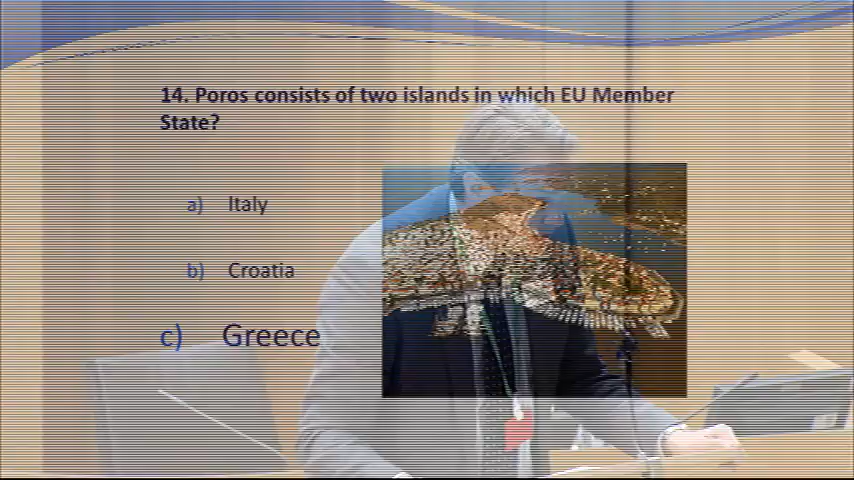 14. Poros consists of two islands in which EU Member
State?
a) Italy
b) Croatia
c) Greece